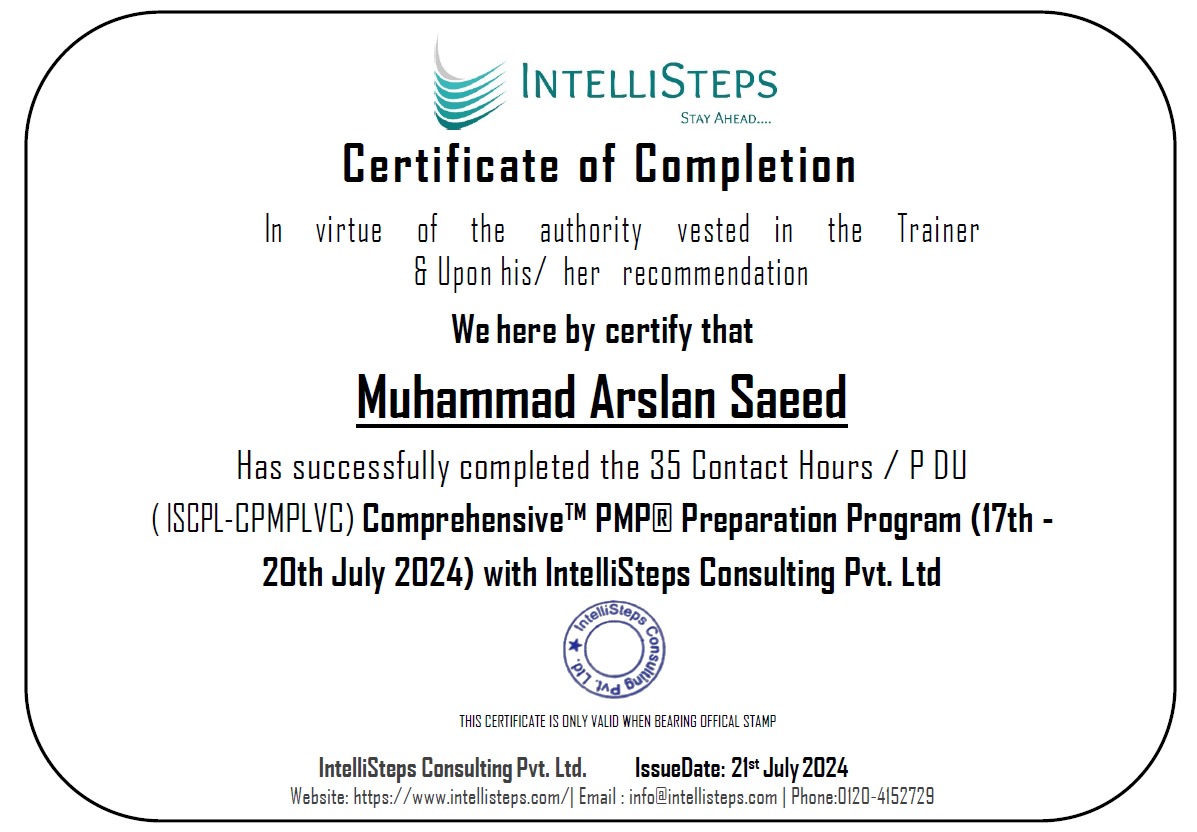 INTELLISTEPS
STAY AHEAD....
Certificate of Completion
In virtue of the authority vested in the Trainer
& Upon his/ her recommendation
We here by certify that
Muhammad Arslan Saeed
Has successfully completed the 35 Contact Hours / P DU
( ISCPL-CPMPLVC) Comprehensive™ PMP® Preparation Program (17th -
20th July 2024) with IntelliSteps Consulting Pvt. Ltd
IntelliSteps Consulting Pvt. Ltd. ★
THIS CERTIFICATE IS ONLY VALID WHEN BEARING OFFICAL STAMP
IntelliSteps Consulting Pvt. Ltd. IssueDate: 21st July 2024
Website: https://www.intellisteps.com/| Email : info@intellisteps.com | Phone:0120-4152729